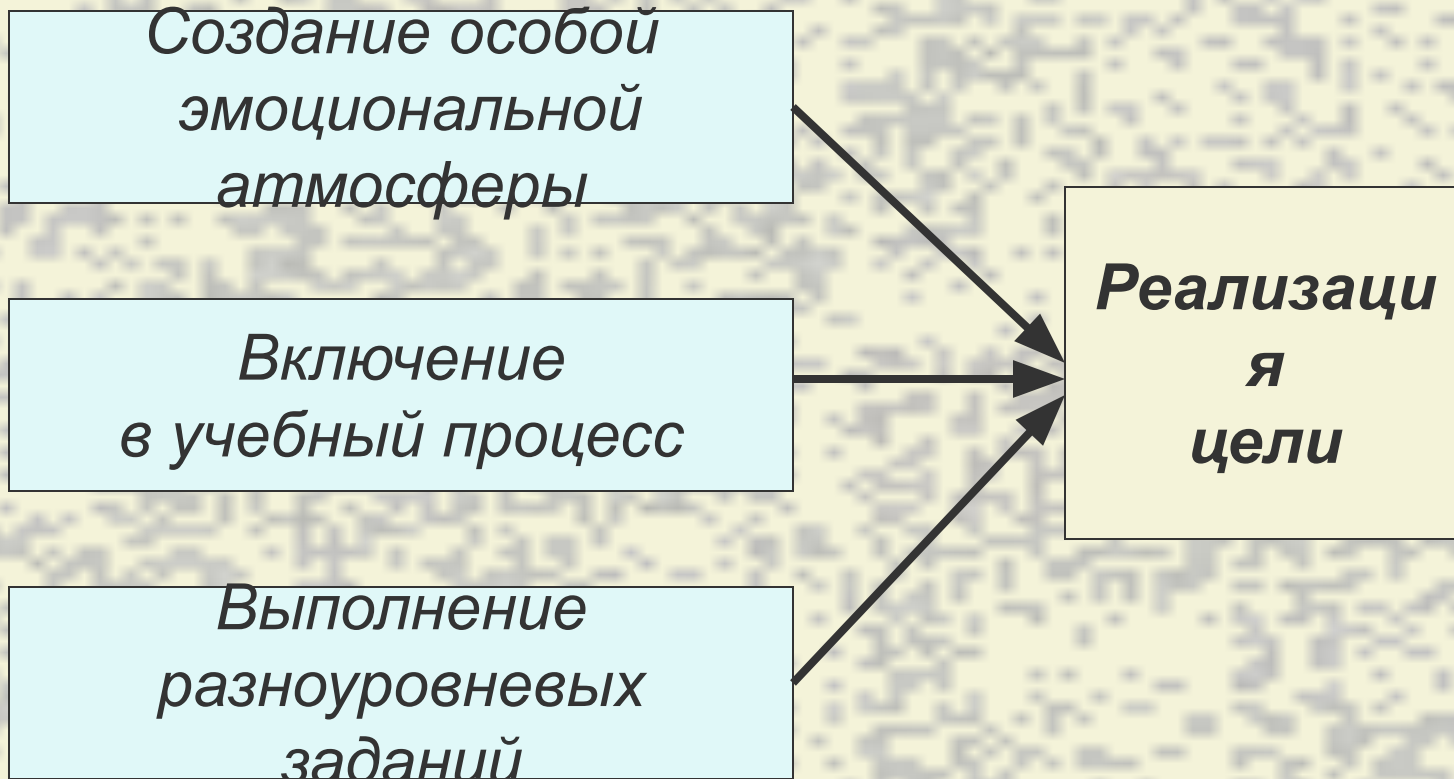 Создание особой
эмоциональной
атмосферы
Включение
в учебный процесс
Выполнение
разноуровневых
заданий
Реализаци
я
цели